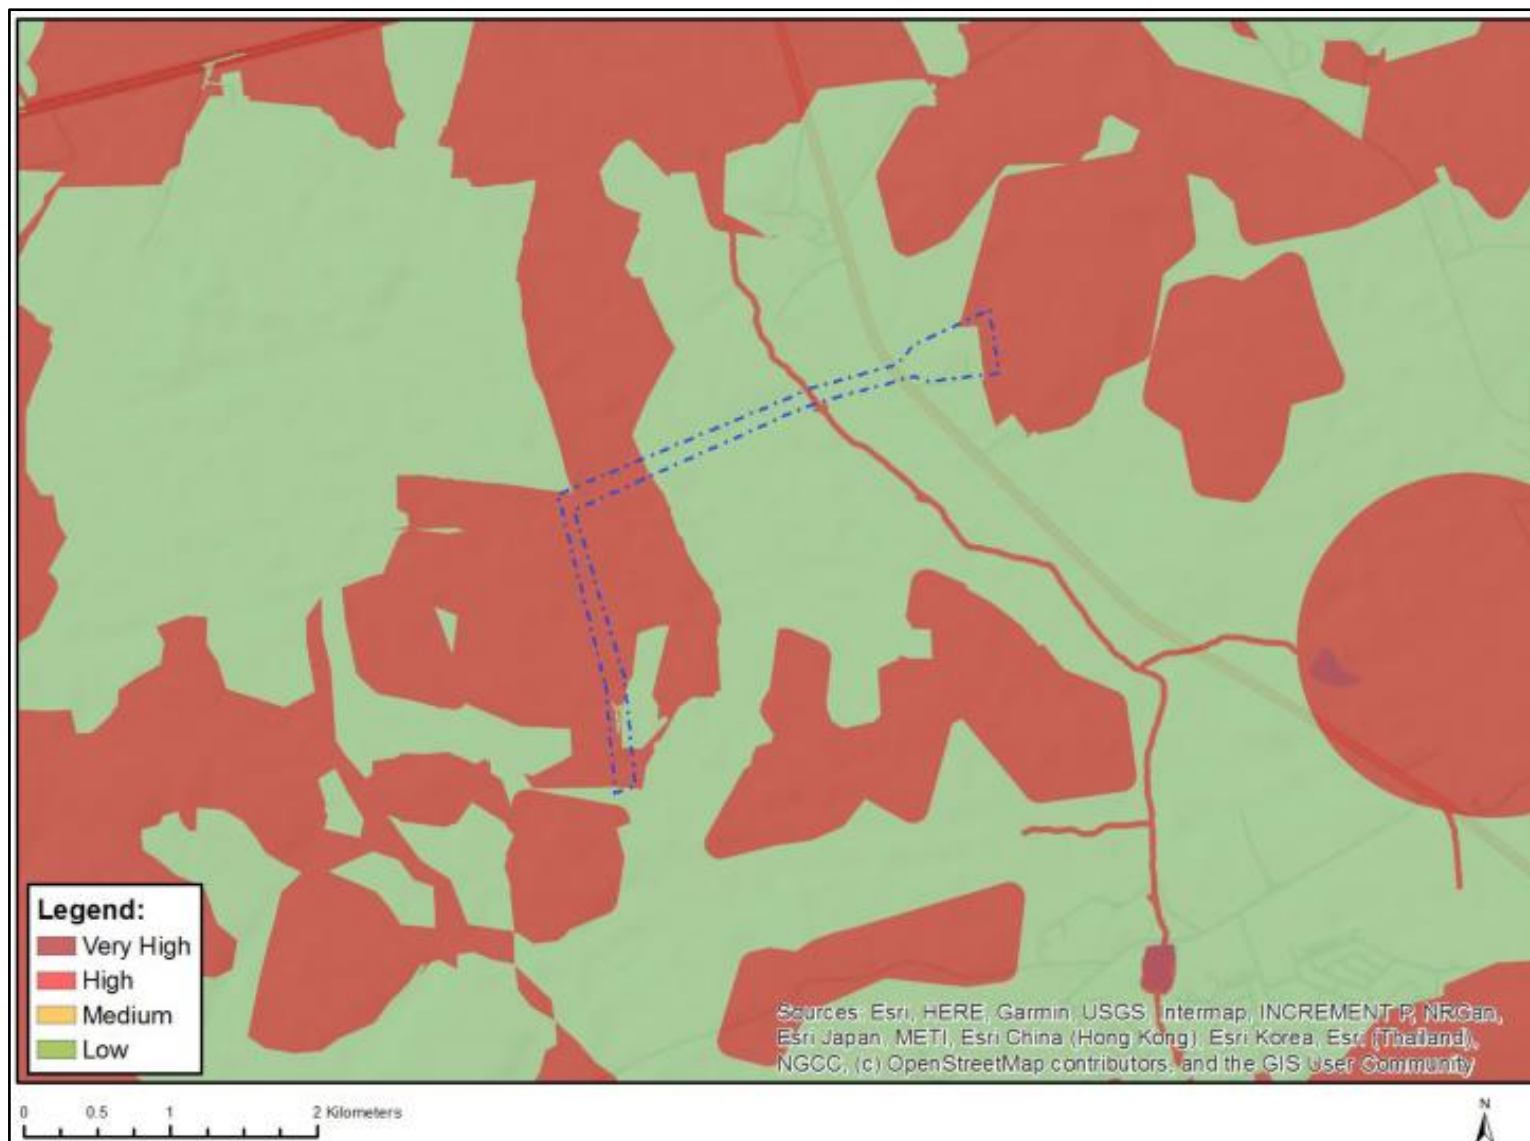 Legend:
Very High
High
Medium
Low
Sources: Esri, HERE, Garmin, USGS, Intermap, INCREMENT P, NRCan,
Esri Japan, METI, Esri China (Hong Kong), Esri Korea, Esri (Thailand),
NGCC, (c) OpenStreetMap contributors, and the GIS User Community
0 0.5 1 2 Kilometers
N